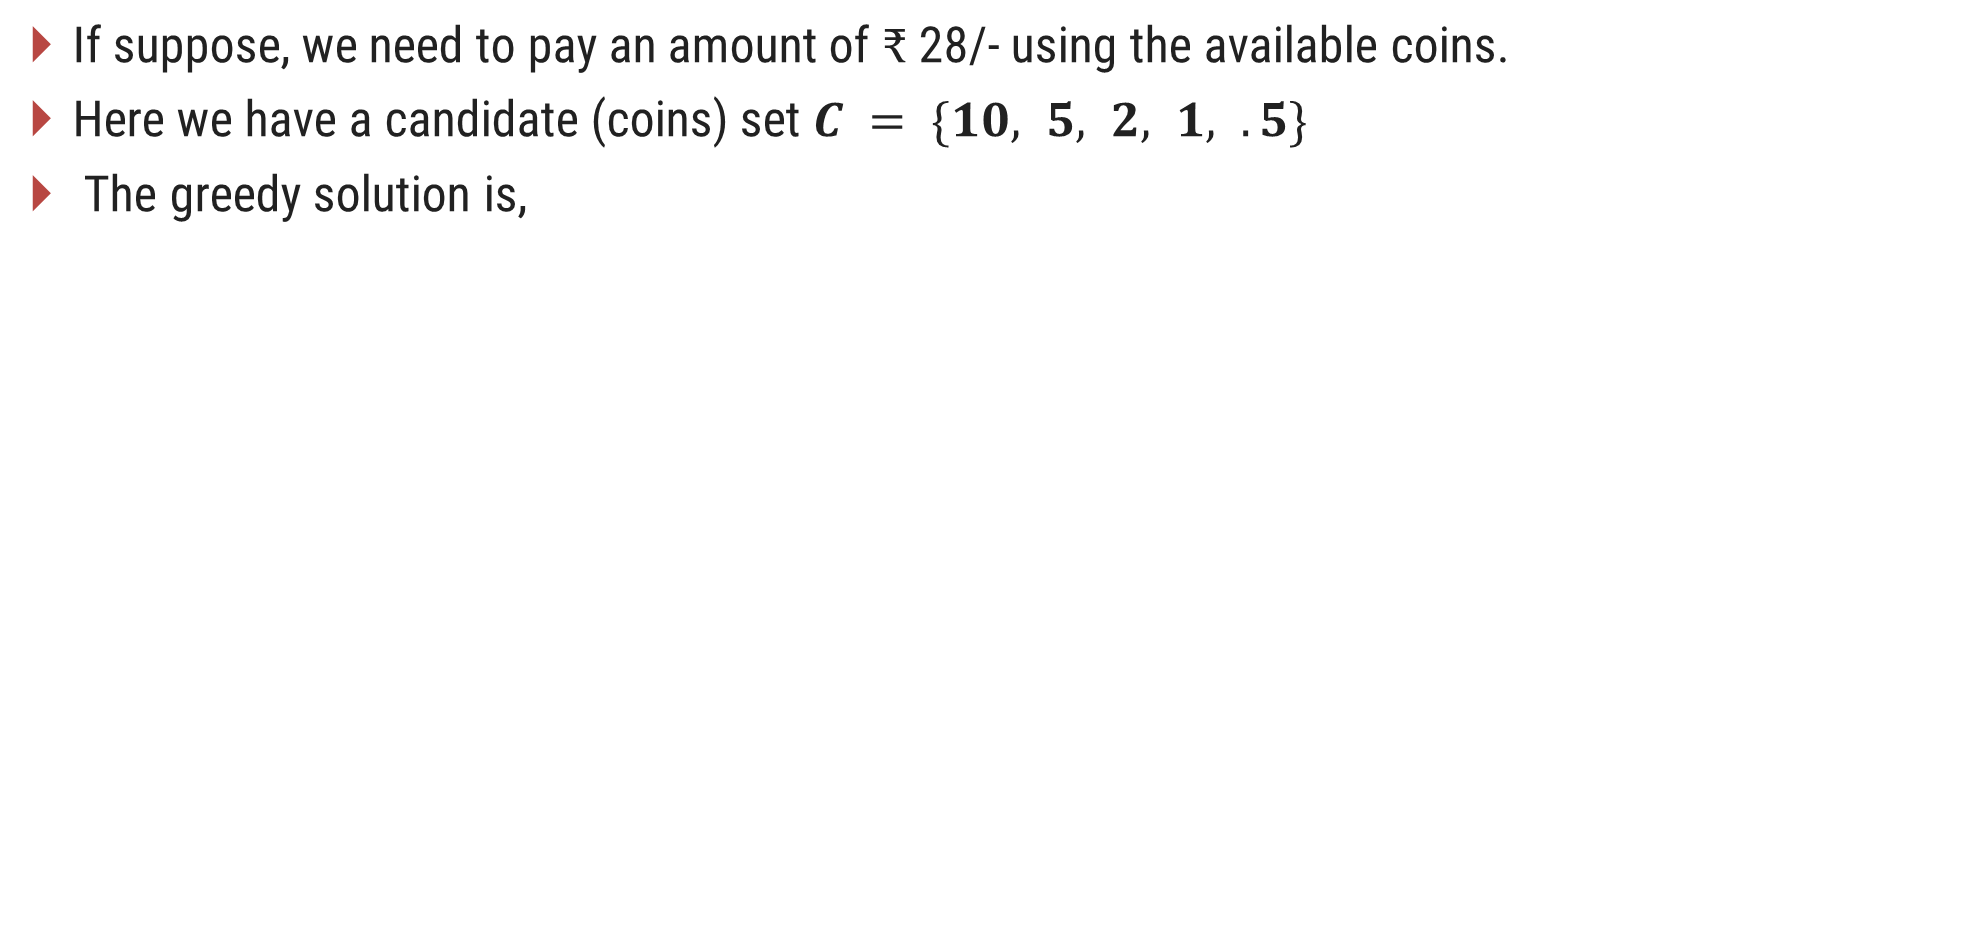 If suppose, we need to pay an amount of ₹ 28/- using the available coins.
Here we have a candidate (coins) set C = {10, 5, 2, 1, .5}
The greedy solution is,